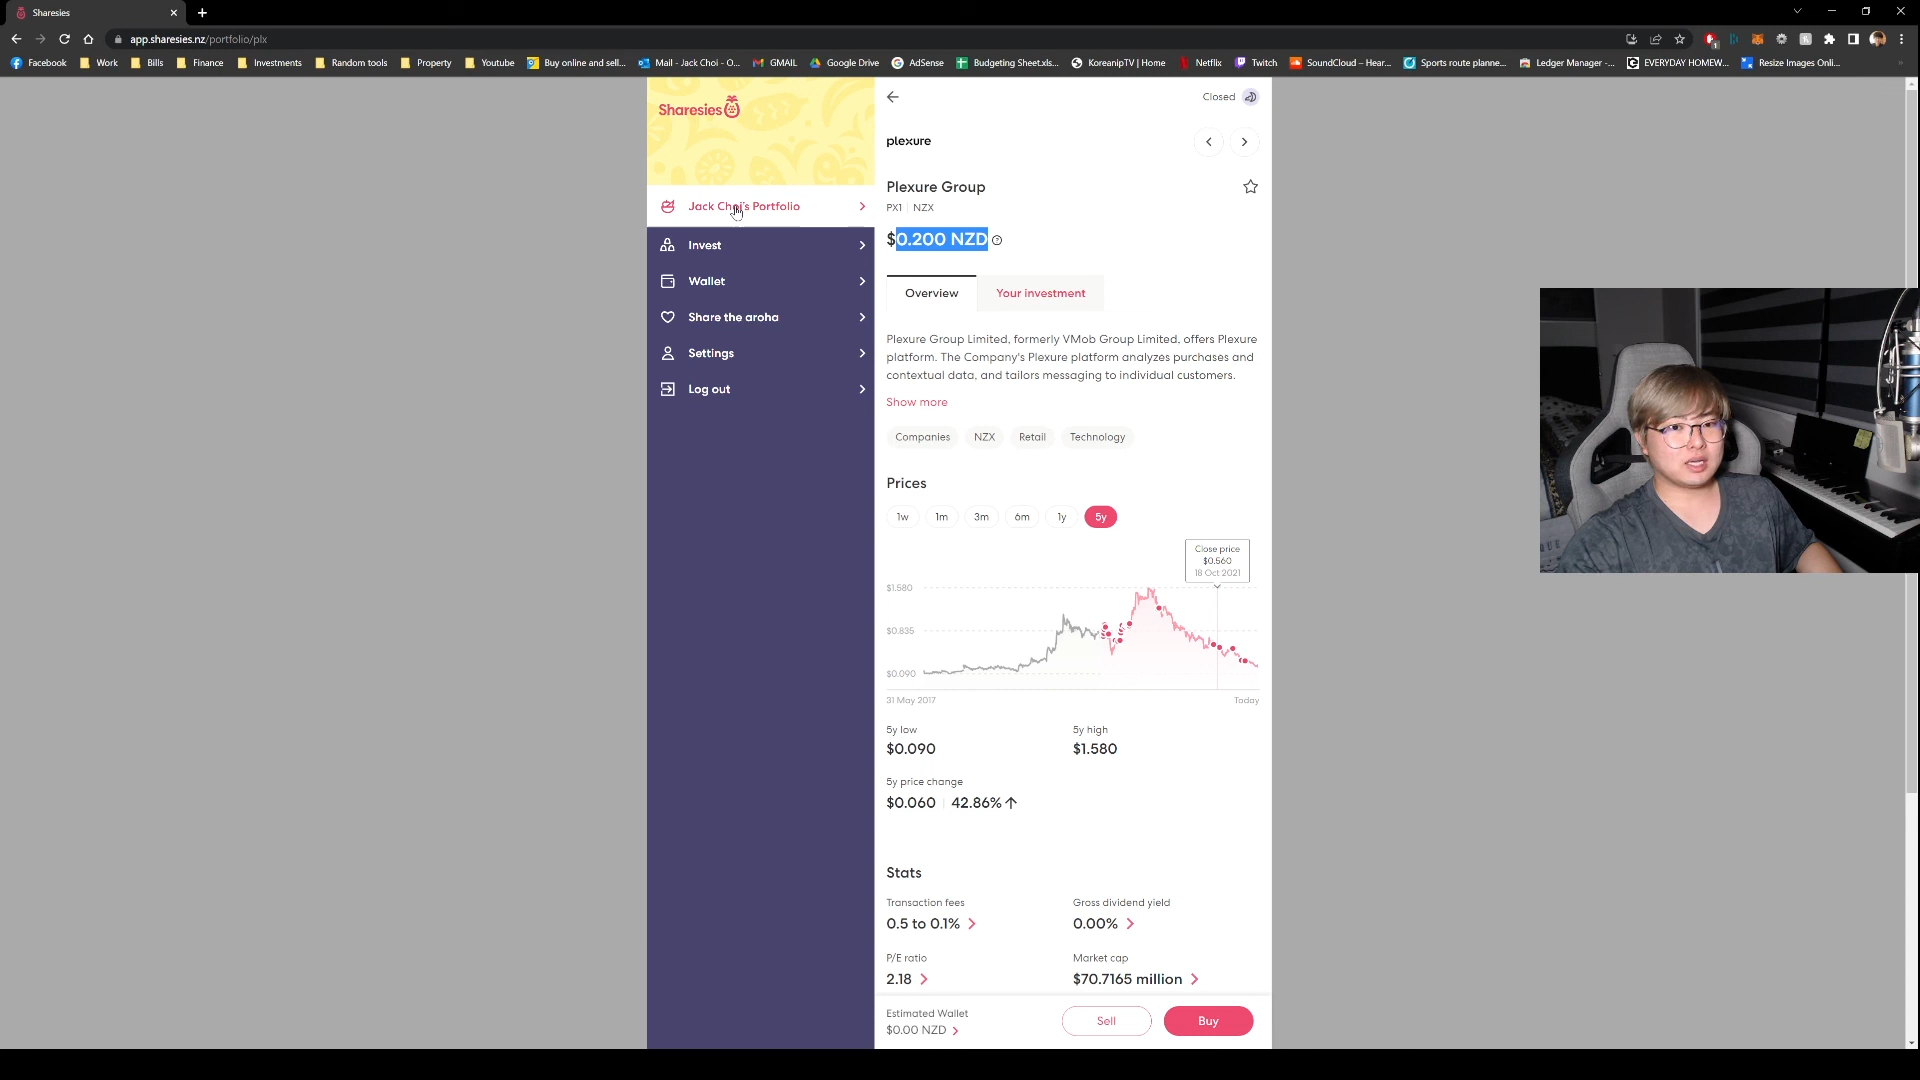 Sharesies
app.sharesies.nz/portfolio/plx
Facebook
Work
Bills
Finance
Investments
Random tools
Property
Youtube
Buy online and sell...
Mail - Jack Choi - O...
GMAIL
Google Drive
AdSense
Budgeting Sheet.xls...
KoreanipTV | Home
Netflix
Twitch
SoundCloud – Hear...
Sports route planne...
Ledger Manager -...
EVERYDAY HOMEW...
Resize Images Onli...
Sharesies
Jack Choi's Portfolio
Invest
Wallet
Share the aroha
Settings
Log out
Closed
plexure
Plexure Group
PX1 | NZX
$0.200 NZD
Overview
Your investment
Plexure Group Limited, formerly VMob Group Limited, offers Plexure
platform. The Company's Plexure platform analyzes purchases and
contextual data, and tailors messaging to individual customers.
Show more
Companies
NZX
Retail
Technology
Prices
1w
1m
3m
6m
1y
5y
Close price
$0.560
18 Oct 2021
$1.580
$0.835
$0.090
31 May 2017
Today
5y low
$0.090
5y high
$1.580
5y price change
$0.060 | 42.86%
Stats
Transaction fees
0.5 to 0.1%
Gross dividend yield
0.00%
P/E ratio
2.18
Market cap
$70.7165 million
Estimated Wallet
$0.00 NZD
Sell
Buy